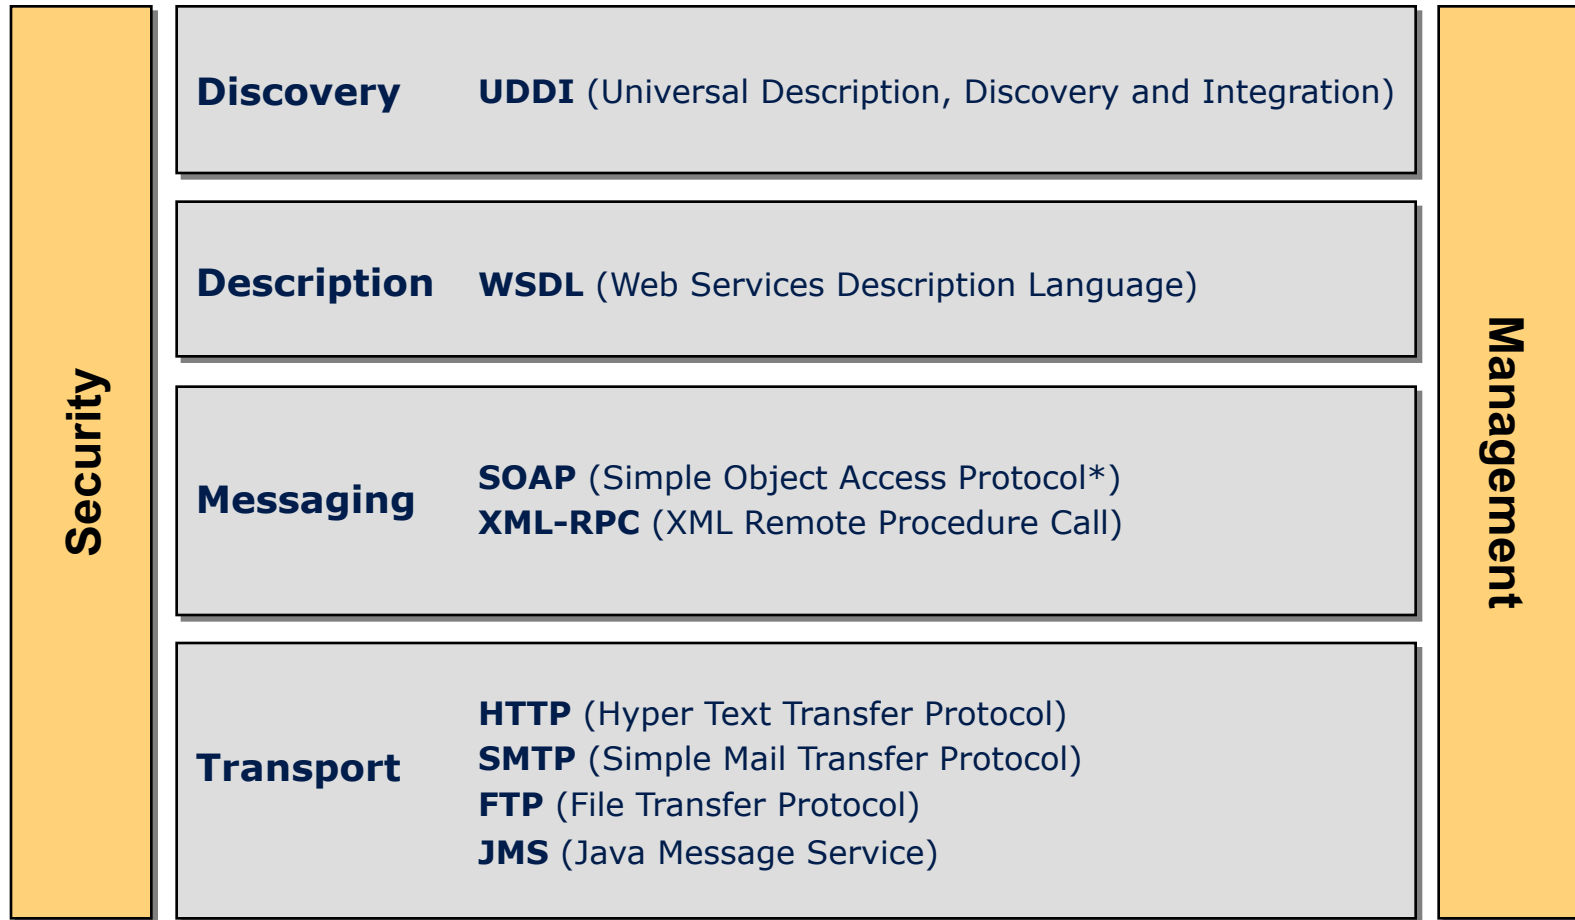 Security
Discovery UDDI (Universal Description, Discovery and Integration)
Description WSDL (Web Services Description Language)
Messaging
SOAP (Simple Object Access Protocol*)
XML-RPC (XML Remote Procedure Call)
Transport
HTTP (Hyper Text Transfer Protocol)
SMTP (Simple Mail Transfer Protocol)
FTP (File Transfer Protocol)
JMS (Java Message Service)
Management